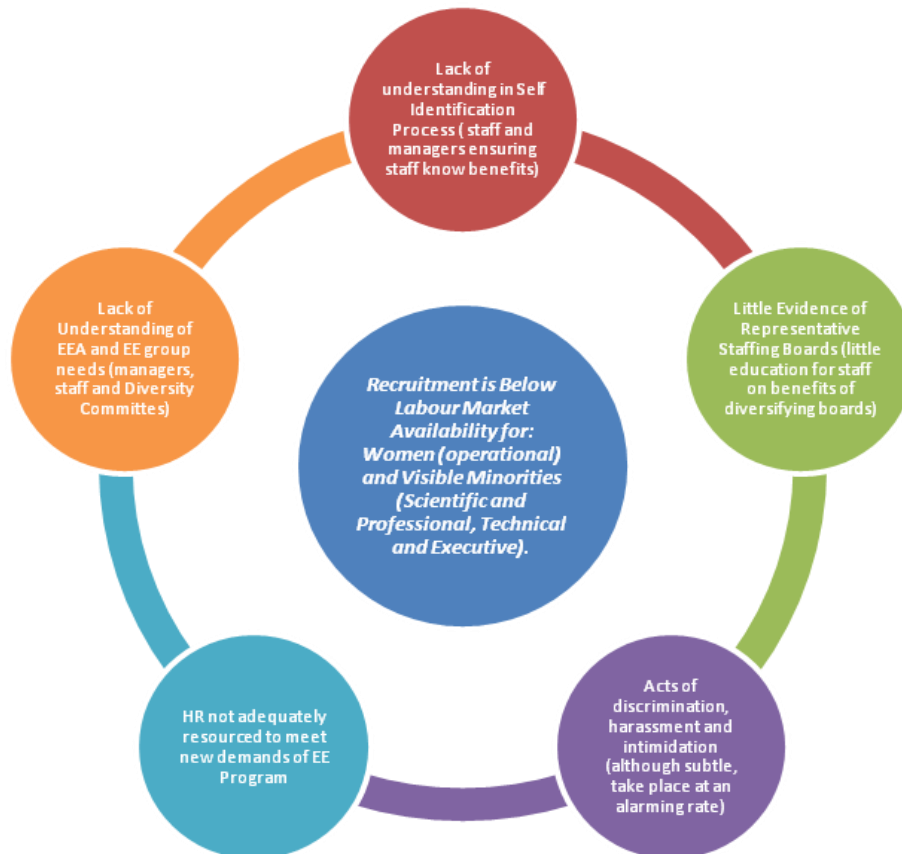 Lack of
understanding in Self
Identification
Process ( staff and
managers ensuring
staff know benefits)
Little Evidence of
Representative
Staffing Boards (little
education for staff
on benefits of
diversifying boards)
Acts of
discrimination,
harassment and
intimidation
(although subtle,
take place at an
alarming rate)
HR not adequately
resourced to meet
new demands of EE
Program
Lack of
Understanding of
EEA and EE group
needs (managers,
staff and Diversity
Committes)
Recruitment is Below
Labour Market
Availability for:
Women (operational)
and Visible Minorities
(Scientific and
Professional, Technical
and Executive).